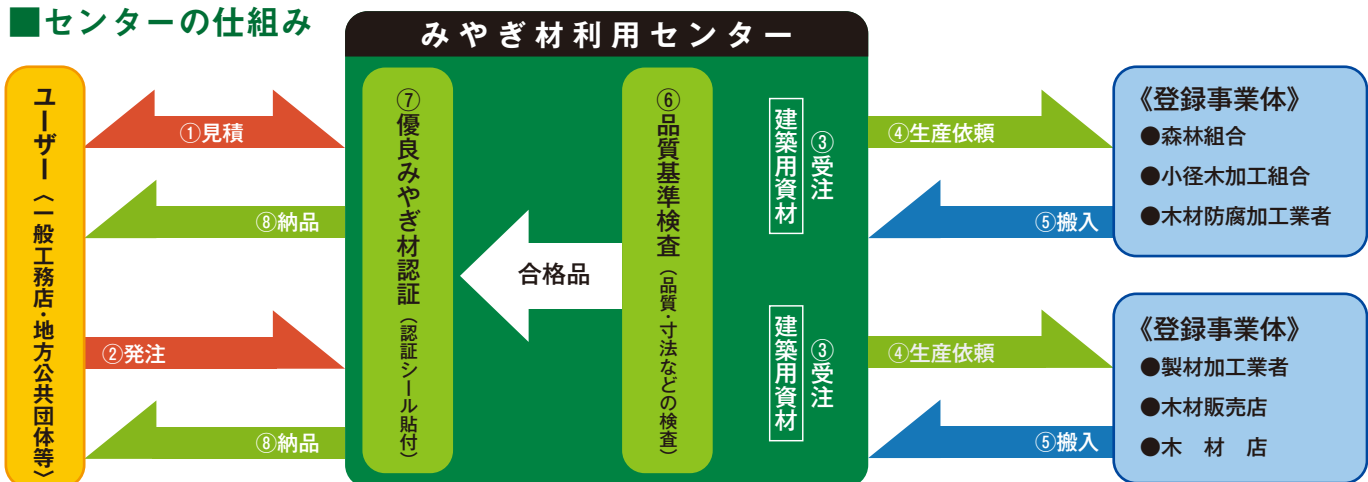 ■センターの仕組み
みやぎ材利用センター
ユーザー〈一般工務店・地方公共団体等〉
①見積
⑧納品
②発注
⑧納品
⑦優良みやぎ材認証（認証シール貼付）
合格品
⑥品質基準検査（品質・寸法などの検査）
③受注
建築用資材
③受注
建築用資材
④生産依頼
⑤搬入
④生産依頼
⑤搬入
《登録事業体》
●森林組合
●小径木加工組合
●木材防腐加工業者
《登録事業体》
●製材加工業者
●木材販売店
●木　材　店